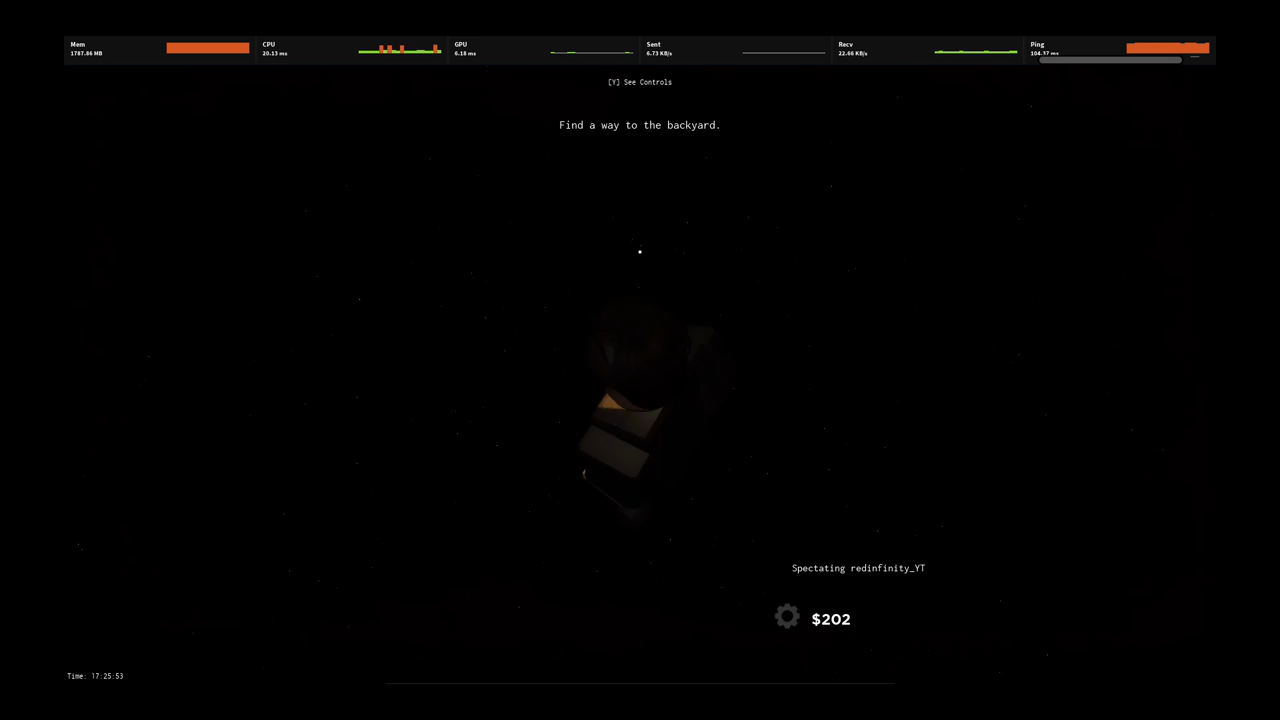 Mem
1787.86 MB
CPU
20.13 ms
GPU
6.18 ms
Sent
6.73 KB/s
Recv
22.66 KB/s
Ping
104.37 ms
[Y] See Controls
Find a way to the backyard.
Spectating redinfinity_YT
$202
Time: 17:25:53